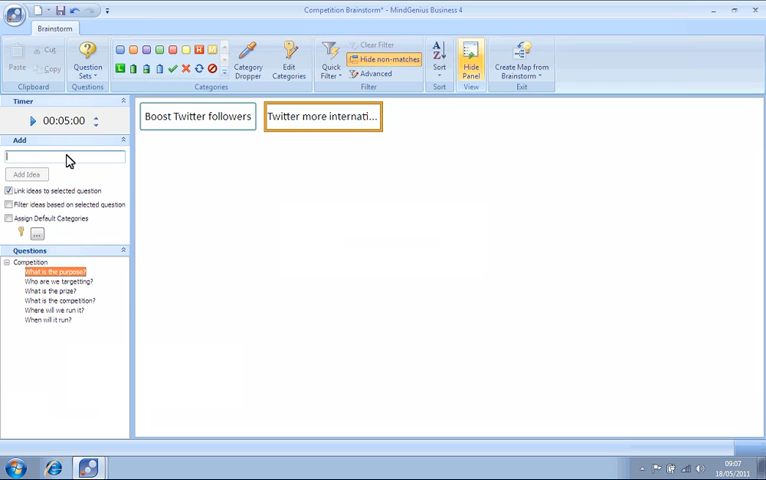 Competition Brainstorm* - MindGenius Business 4
Brainstorm
Paste
Cut
Copy
Clipboard
Question Sets
Questions
H
M
L
Categories
Category Dropper
Edit Categories
Quick Filter
Clear Filter
Hide non-matches
Advanced
Filter
Sort
Sort
Hide Panel
View
Create Map from Brainstorm
Exit
Timer
00:05:00
Add
Add Idea
Link ideas to selected question
Filter ideas based on selected question
Assign Default Categories
...
Questions
Competition
What is the purpose?
Who are we targetting?
What is the prize?
What is the competition?
Where will we run it?
When will it run?
Boost Twitter followers
Twitter more internati...
09:07
18/05/2011